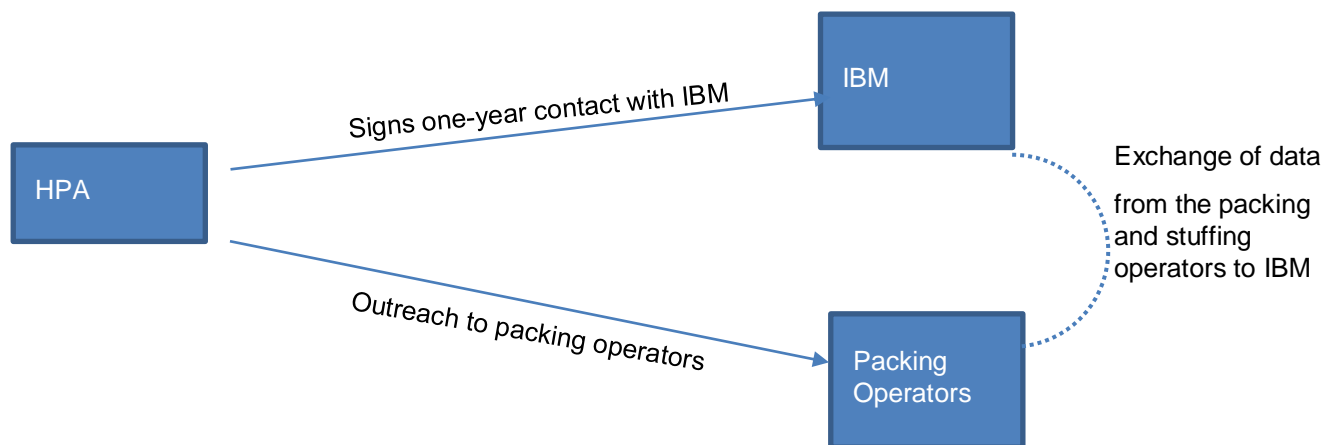 IBM
Signs one-year contact with IBM
HPA
Exchange of data
from the packing
and stuffing
operators to IBM
Outreach to packing operators
Packing
Operators